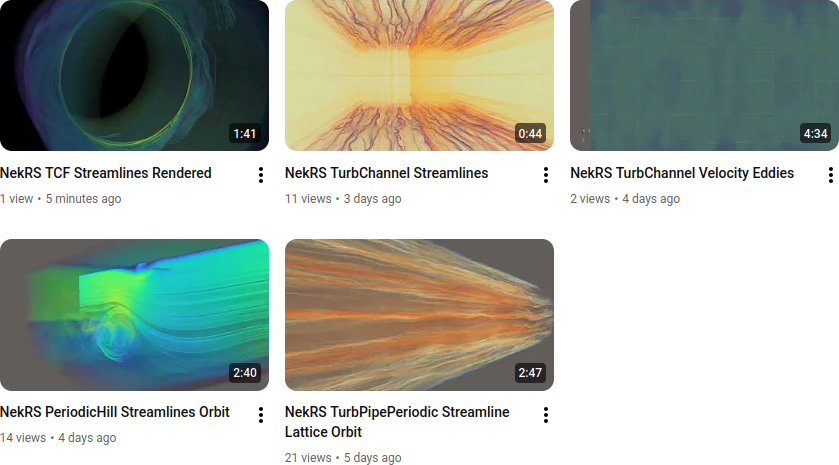 1:41
0:44
4:34
NekRS TCF Streamlines Rendered
1 view • 5 minutes ago
NekRS TurbChannel Streamlines
11 views • 3 days ago
NekRS TurbChannel Velocity Eddies
2 views • 4 days ago
2:40
2:47
NekRS PeriodicHill Streamlines Orbit
14 views • 4 days ago
NekRS TurbPipePeriodic Streamline
Lattice Orbit
21 views • 5 days ago